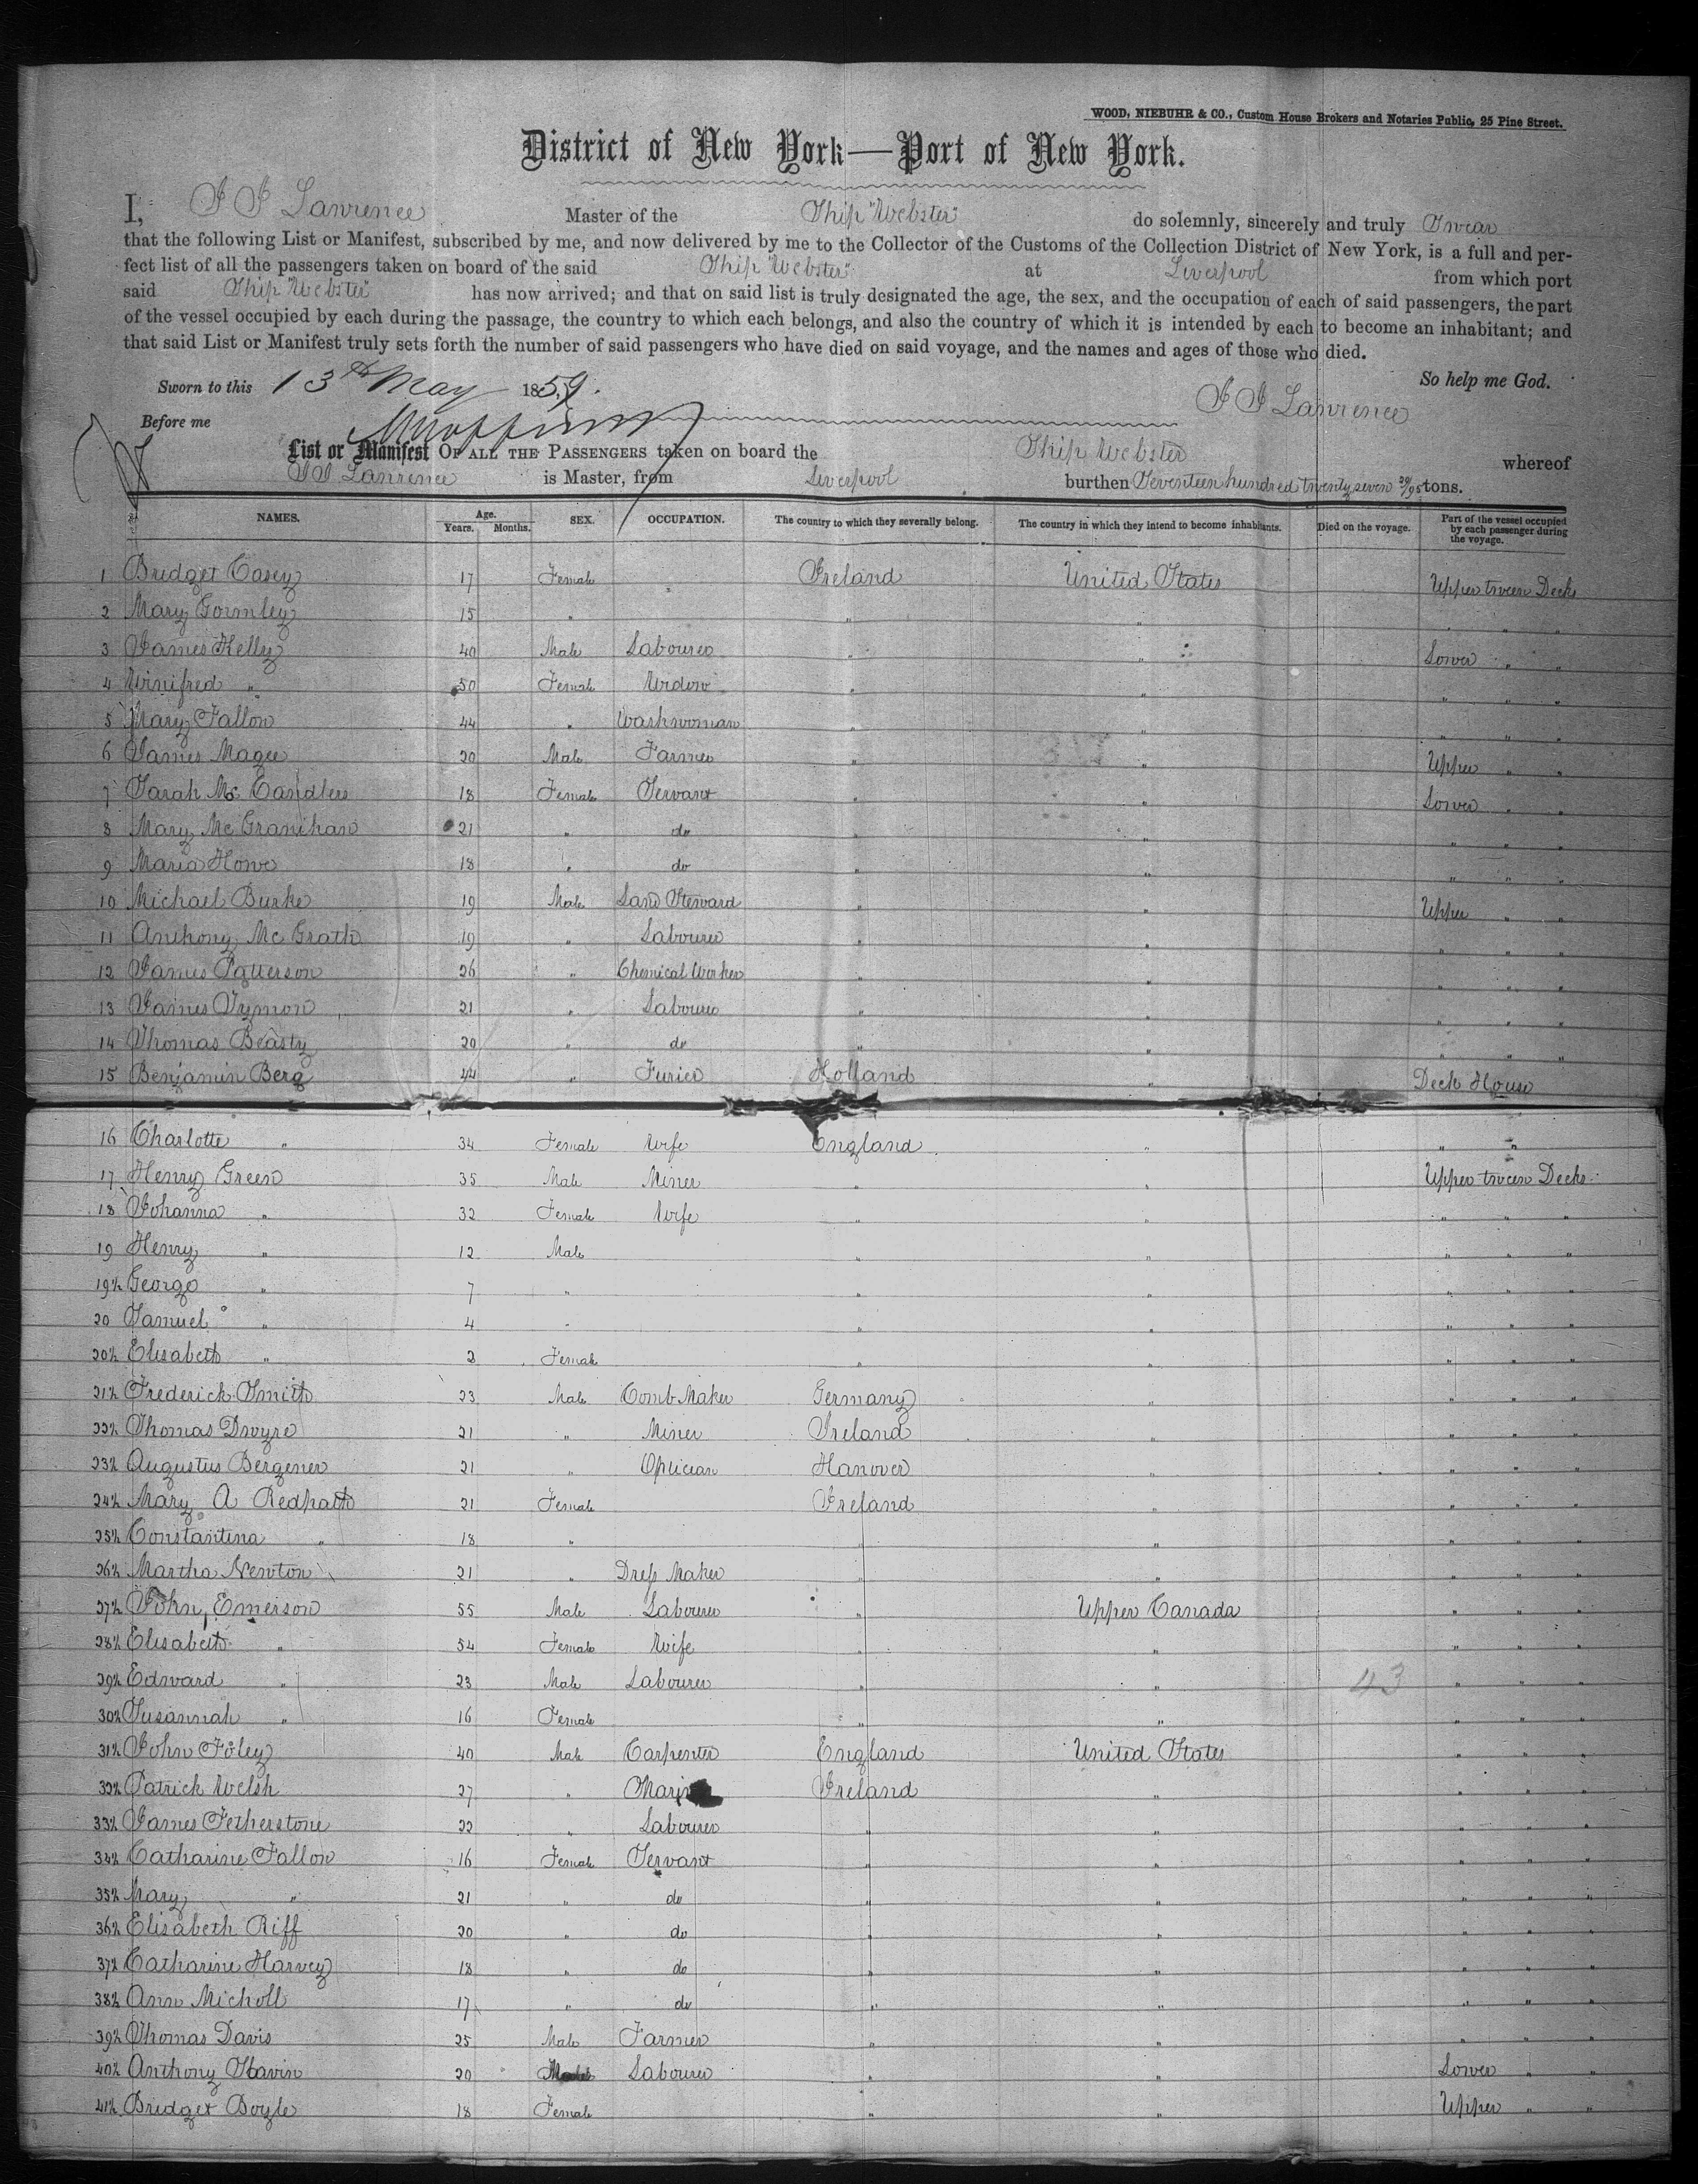 WOOD, NIEBUHR & CO., Custom House Brokers and Notaries Public, 25 Pine Street.
District of New York—Port of New York.
I, J J Lawrence Master of the Ship "Webster" do solemnly, sincerely and truly Swear
that the following List or Manifest, subscribed by me, and now delivered by me to the Collector of the Customs of the Collection District of New York, is a full and per-
fect list of all the passengers taken on board of the said Ship "Webster" at Liverpool from which port
said Ship "Webster" has now arrived; and that on said list is truly designated the age, the sex, and the occupation of each of said passengers, the part
of the vessel occupied by each during the passage, the country to which each belongs, and also the country of which it is intended by each to become an inhabitant; and
that said List or Manifest truly sets forth the number of said passengers who have died on said voyage, and the names and ages of those who died.
So help me God.
Sworn to this 13th May 1859.
J J Lawrence
Before me
List or Manifest OF ALL THE PASSENGERS taken on board the Ship Webster whereof
J J Lawrence is Master, from Liverpool burthen Seventeen hundred twenty seven 20/95 tons.
NAMES. Age. Years. Months. SEX. OCCUPATION. The country to which they severally belong. The country in which they intend to become inhabitants. Died on the voyage. Part of the vessel occupied by each passenger during the voyage.
1 Bridget Casey 17 Female Ireland United States Upper tween Decks
2 Mary Gormley 15 " " " " " "
3 James Kelly 40 Male Labourer " " Lower " "
4 Winifred " 50 Female Widow " " " " "
5 Mary Fallon 44 " Washwoman " " " " "
6 James Magee 20 Male Farmer " " Upper " "
7 Sarah Mc Candless 18 Female Servant " " Lower " "
8 Mary Mc Granihan 21 " do " " " " "
9 Maria Howe 18 " do " " " " "
10 Michael Burke 19 Male Land Steward " " Upper " "
11 Anthony Mc Grath 19 " Labourer " " " " "
12 James Patterson 26 " Chemical Worker " " " " "
13 James Tymon 21 " Labourer " " " " "
14 Thomas Beasty 20 " do " " " " "
15 Benjamin Berg 44 " Furier Holland " Deck House
16 Charlotte " 34 Female Wife England " " "
17 Henry Green 35 Male Miner " " Upper tween Decks
18 Johanna " 32 Female Wife " " " " "
19 Henry " 12 Male " " " " "
19½ George " 7 " " " " " "
20 Samuel " 4 " " " " " "
20½ Elisabeth " 2 Female " " " " "
21½ Frederick Smith 23 Male Comb Maker Germany " " " "
22½ Thomas Dwyre 21 " Miner Ireland " " " "
23½ Augustus Bergener 21 " Optician Hanover " " " "
24½ Mary A Redpath 21 Female Ireland " " " "
25½ Constantina " 18 " " " " " "
26½ Martha Newton 21 " Dress Maker " " " " "
27½ John Emerson 55 Male Labourer " Upper Canada " " "
28½ Elisabeth " 54 Female Wife " " " " "
29½ Edward " 23 Male Labourer " " 43 " " "
30½ Susannah " 16 Female " " " " "
31½ John Foley 40 Male Carpenter England United States " " "
32½ Patrick Welsh 27 " Ireland " " " "
33½ James Fetherstone 22 " Labourer " " " " "
34½ Catharine Fallon 16 Female Servant " " " " "
35½ Mary " 21 " do " " " " "
36½ Elisabeth Riff 20 " do " " " " "
37½ Catharine Harvey 18 " do " " " " "
38½ Ann Micholl 17 " do " " " " "
39½ Thomas Davis 25 Male Farmer " " " " "
40½ Anthony 20 Male Labourer " " Lower " "
41½ Bridget Boyle 18 Female " " Upper " "